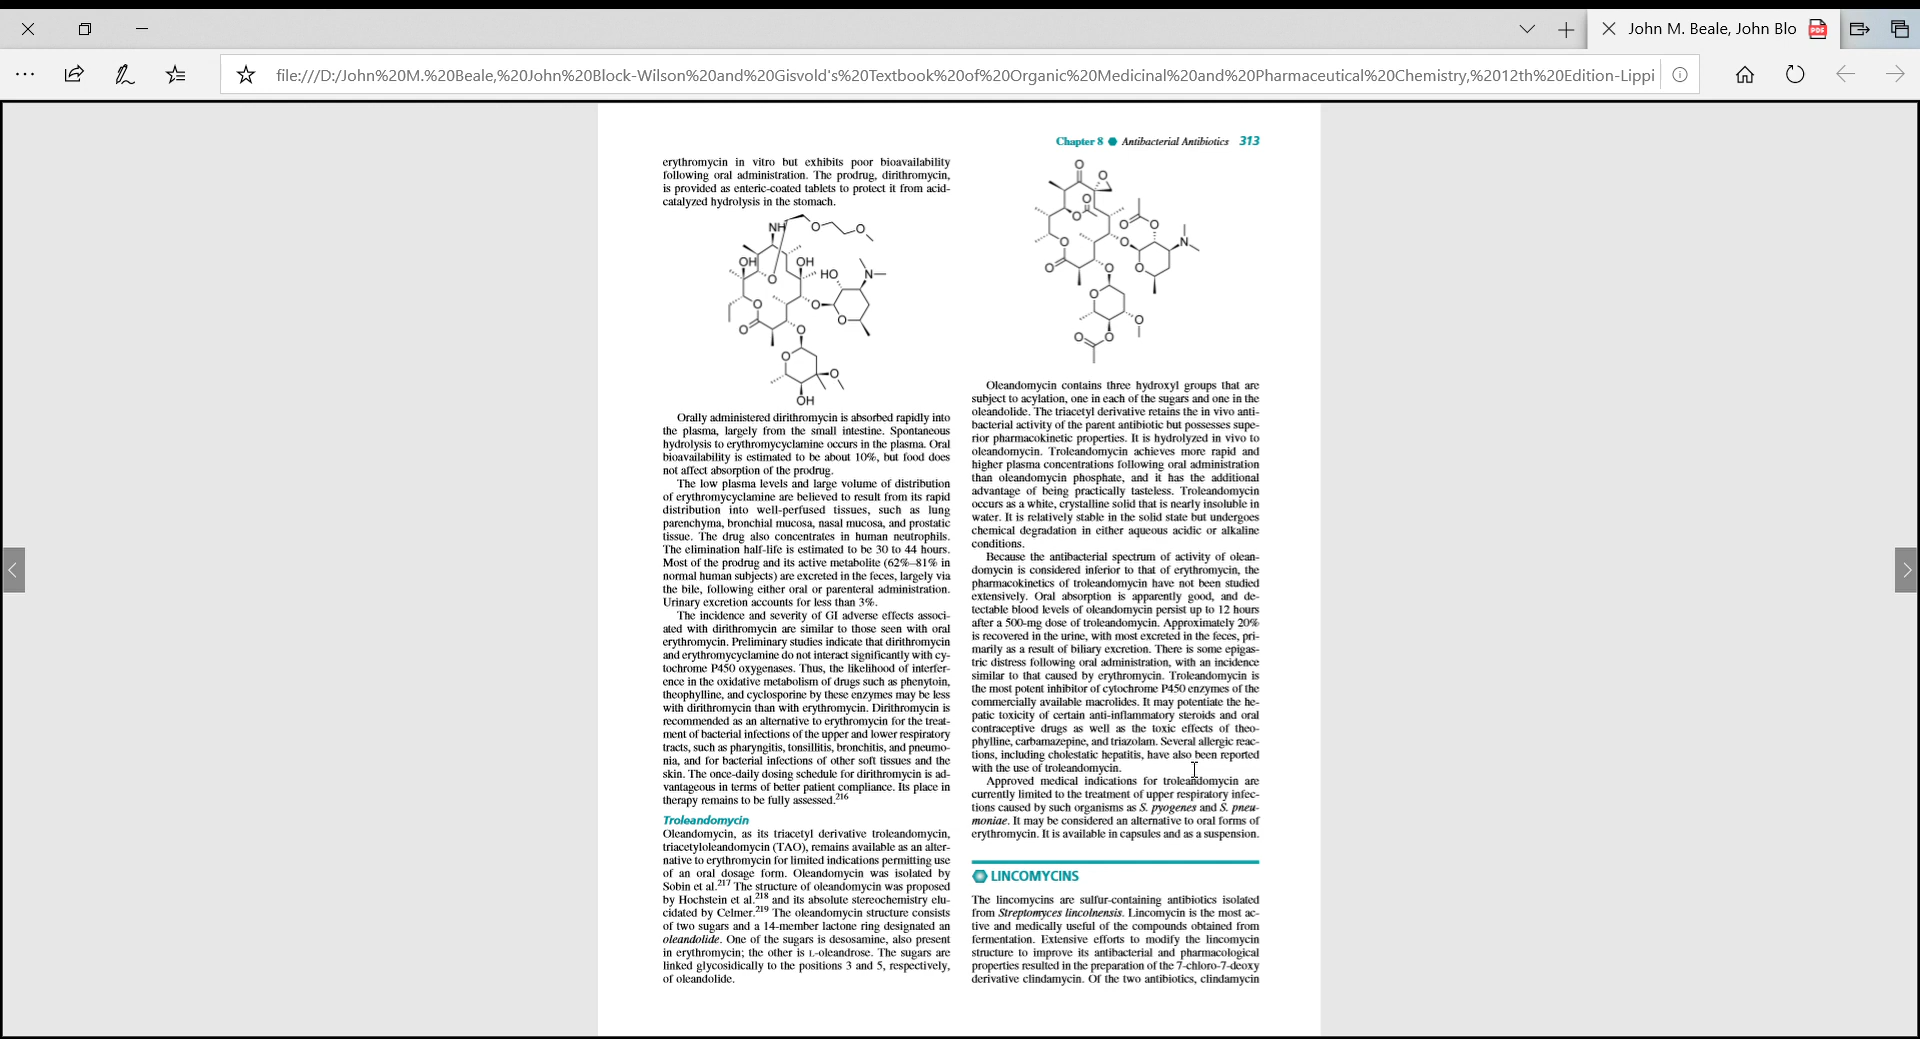 John M. Beale, John Blo
PDF
file:///D:/John%20M.%20Beale,%20John%20Block-Wilson%20and%20Gisvold's%20Textbook%20of%20Organic%20Medicinal%20and%20Pharmaceutical%20Chemistry,%2012th%20Edition-Lippi
Chapter 8 Antibacterial Antibiotics 313
erythromycin in vitro but exhibits poor bioavailability
following oral administration. The prodrug, dirithromycin,
is provided as enteric-coated tablets to protect it from acid-
catalyzed hydrolysis in the stomach.
NH
O
O
OH
OH
O
HO
N
O
O
O
O
O
O
O
OH
Orally administered dirithromycin is absorbed rapidly into
the plasma, largely from the small intestine. Spontaneous
hydrolysis to erythromycyclamine occurs in the plasma. Oral
bioavailability is estimated to be about 10%, but food does
not affect absorption of the prodrug.
The low plasma levels and large volume of distribution
of erythromycyclamine are believed to result from its rapid
distribution into well-perfused tissues, such as lung
parenchyma, bronchial mucosa, nasal mucosa, and prostatic
tissue. The drug also concentrates in human neutrophils.
The elimination half-life is estimated to be 30 to 44 hours.
Most of the prodrug and its active metabolite (62%–81% in
normal human subjects) are excreted in the feces, largely via
the bile, following either oral or parenteral administration.
Urinary excretion accounts for less than 3%.
The incidence and severity of GI adverse effects associ-
ated with dirithromycin are similar to those seen with oral
erythromycin. Preliminary studies indicate that dirithromycin
and erythromycyclamine do not interact significantly with cy-
tochrome P450 oxygenases. Thus, the likelihood of interfer-
ence in the oxidative metabolism of drugs such as phenytoin,
theophylline, and cyclosporine by these enzymes may be less
with dirithromycin than with erythromycin. Dirithromycin is
recommended as an alternative to erythromycin for the treat-
ment of bacterial infections of the upper and lower respiratory
tracts, such as pharyngitis, tonsillitis, bronchitis, and pneumo-
nia, and for bacterial infections of other soft tissues and the
skin. The once-daily dosing schedule for dirithromycin is ad-
vantageous in terms of better patient compliance. Its place in
therapy remains to be fully assessed.216
Troleandomycin
Oleandomycin, as its triacetyl derivative troleandomycin,
triacetyloleandomycin (TAO), remains available as an alter-
native to erythromycin for limited indications permitting use
of an oral dosage form. Oleandomycin was isolated by
Sobin et al.217 The structure of oleandomycin was proposed
by Hochstein et al.218 and its absolute stereochemistry elu-
cidated by Celmer.219 The oleandomycin structure consists
of two sugars and a 14-member lactone ring designated an
oleandolide. One of the sugars is desosamine, also present
in erythromycin; the other is L-oleandrose. The sugars are
linked glycosidically to the positions 3 and 5, respectively,
of oleandolide.
O
O
O
O
O
O
O
O
N
O
O
O
O
O
O
O
Oleandomycin contains three hydroxyl groups that are
subject to acylation, one in each of the sugars and one in the
oleandolide. The triacetyl derivative retains the in vivo anti-
bacterial activity of the parent antibiotic but possesses supe-
rior pharmacokinetic properties. It is hydrolyzed in vivo to
oleandomycin. Troleandomycin achieves more rapid and
higher plasma concentrations following oral administration
than oleandomycin phosphate, and it has the additional
advantage of being practically tasteless. Troleandomycin
occurs as a white, crystalline solid that is nearly insoluble in
water. It is relatively stable in the solid state but undergoes
chemical degradation in either aqueous acidic or alkaline
conditions.
Because the antibacterial spectrum of activity of olean-
domycin is considered inferior to that of erythromycin, the
pharmacokinetics of troleandomycin have not been studied
extensively. Oral absorption is apparently good, and de-
tectable blood levels of oleandomycin persist up to 12 hours
after a 500-mg dose of troleandomycin. Approximately 20%
is recovered in the urine, with most excreted in the feces, pri-
marily as a result of biliary excretion. There is some epigas-
tric distress following oral administration, with an incidence
similar to that caused by erythromycin. Troleandomycin is
the most potent inhibitor of cytochrome P450 enzymes of the
commercially available macrolides. It may potentiate the he-
patic toxicity of certain anti-inflammatory steroids and oral
contraceptive drugs as well as the toxic effects of theo-
phylline, carbamazepine, and triazolam. Several allergic reac-
tions, including cholestatic hepatitis, have also been reported
with the use of troleandomycin.
Approved medical indications for troleandomycin are
currently limited to the treatment of upper respiratory infec-
tions caused by such organisms as S. pyogenes and S. pneu-
moniae. It may be considered an alternative to oral forms of
erythromycin. It is available in capsules and as a suspension.
LINCOMYCINS
The lincomycins are sulfur-containing antibiotics isolated
from Streptomyces lincolnensis. Lincomycin is the most ac-
tive and medically useful of the compounds obtained from
fermentation. Extensive efforts to modify the lincomycin
structure to improve its antibacterial and pharmacological
properties resulted in the preparation of the 7-chloro-7-deoxy
derivative clindamycin. Of the two antibiotics, clindamycin